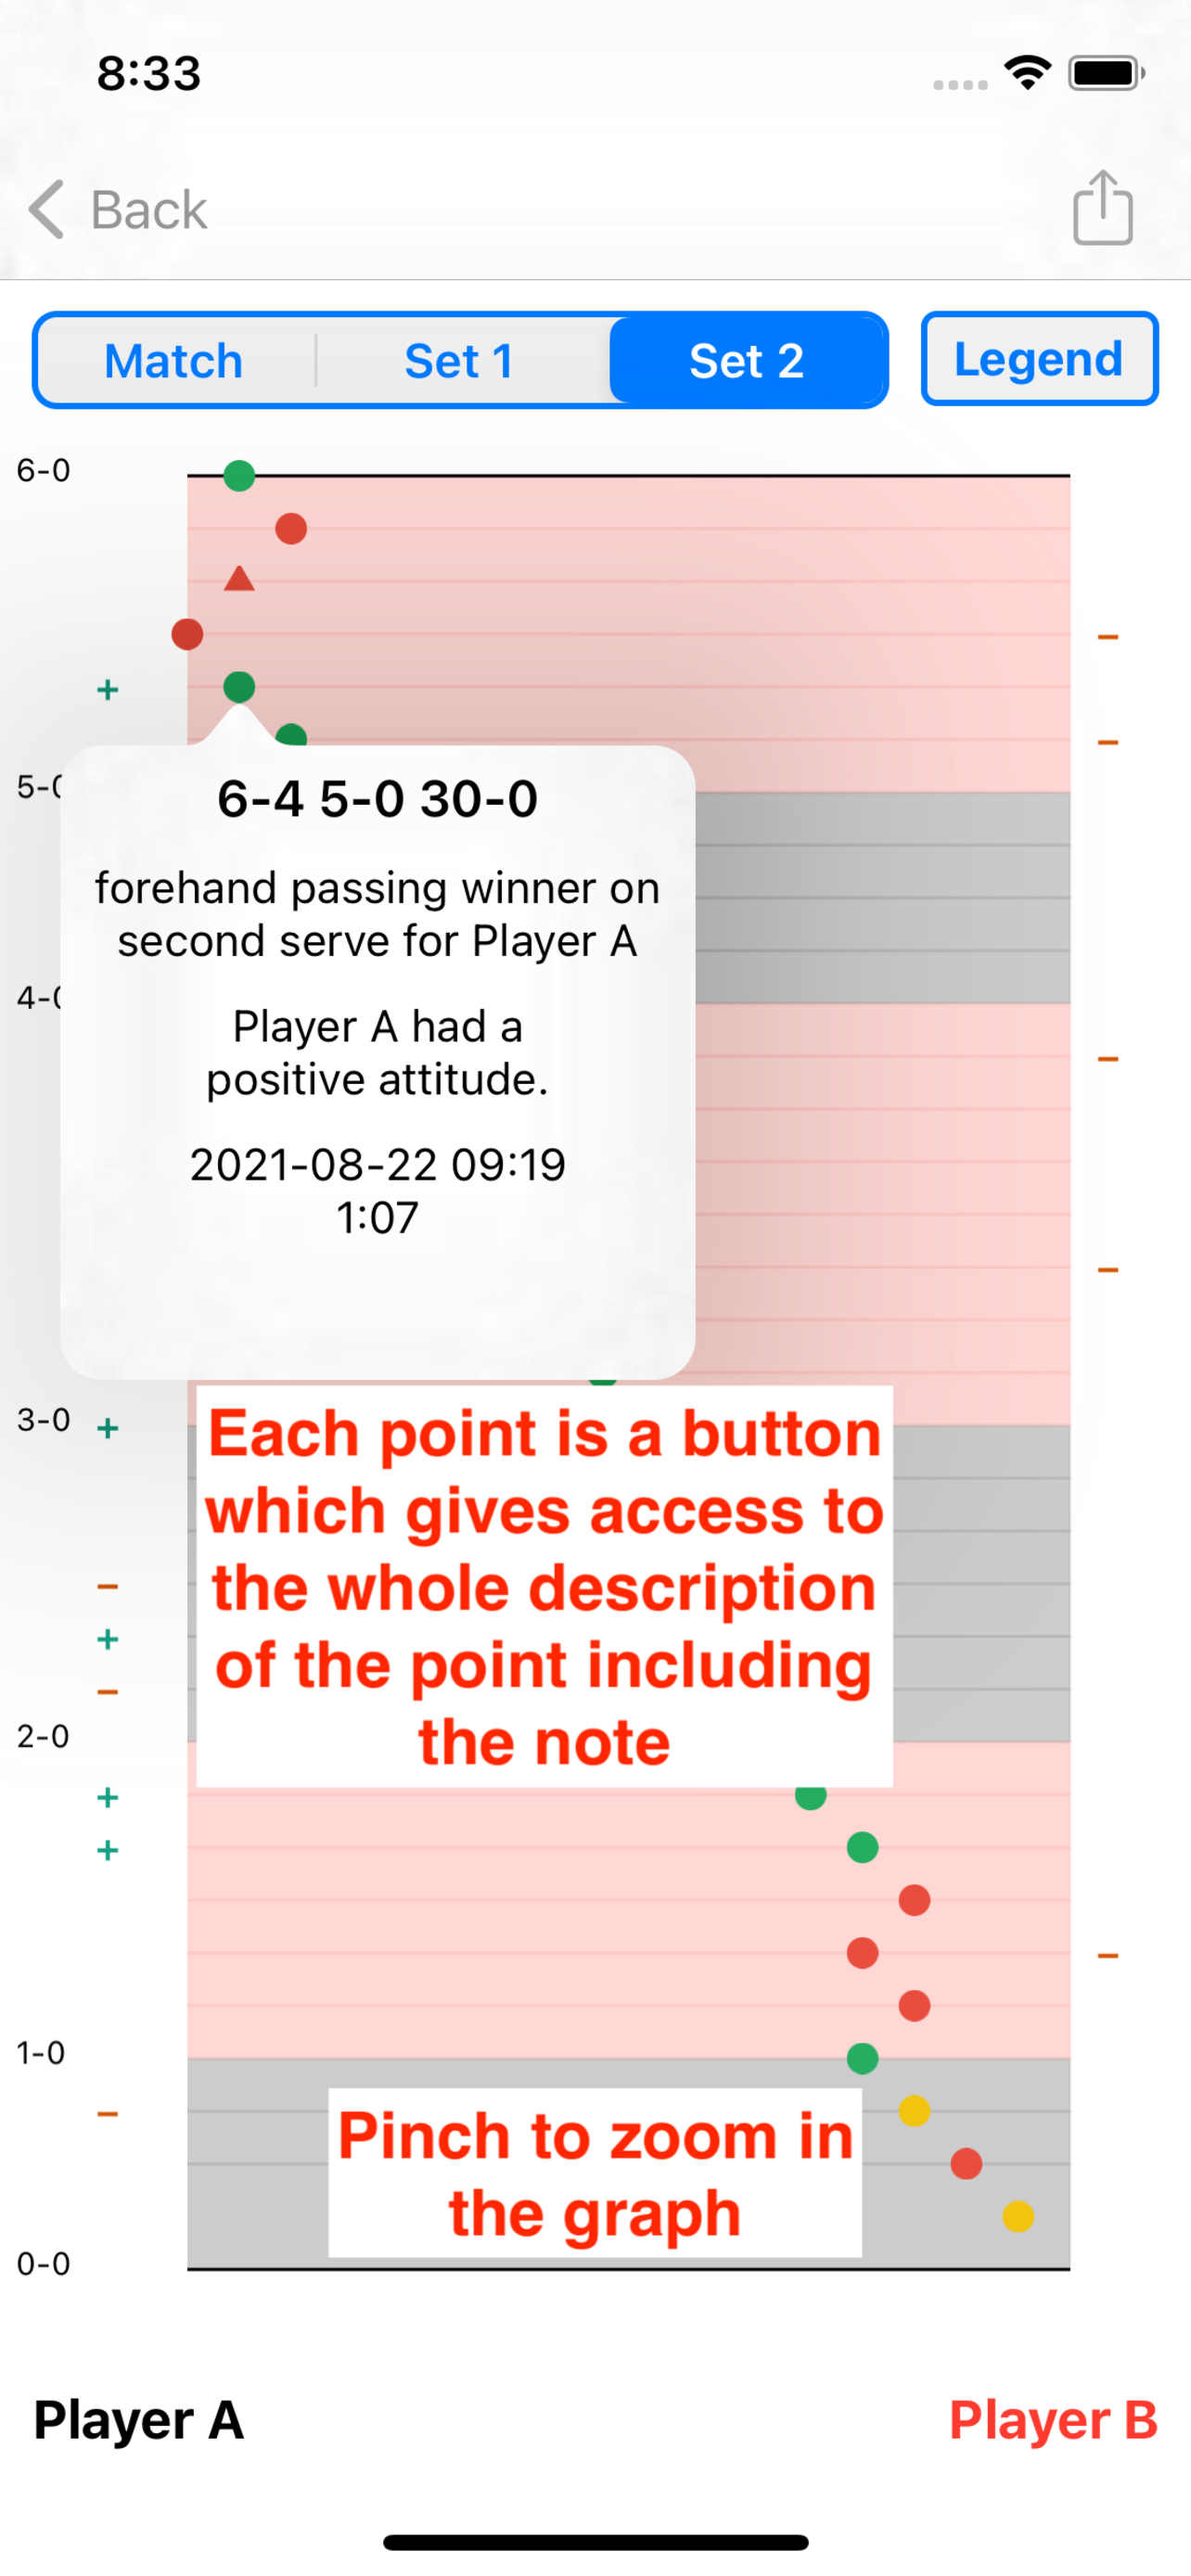 8:33
Back
Match Set 1 Set 2 Legend
6-0
+
5-0
6-4 5-0 30-0
forehand passing winner on
second serve for Player A
4-0
Player A had a
positive attitude.
2021-08-22 09:19
1:07
3-0 +
Each point is a button
which gives access to
the whole description
of the point including
the note
–
+
–
2-0
+
+
1-0
–
Pinch to zoom in
the graph
0-0
–
–
–
–
–
Player A Player B